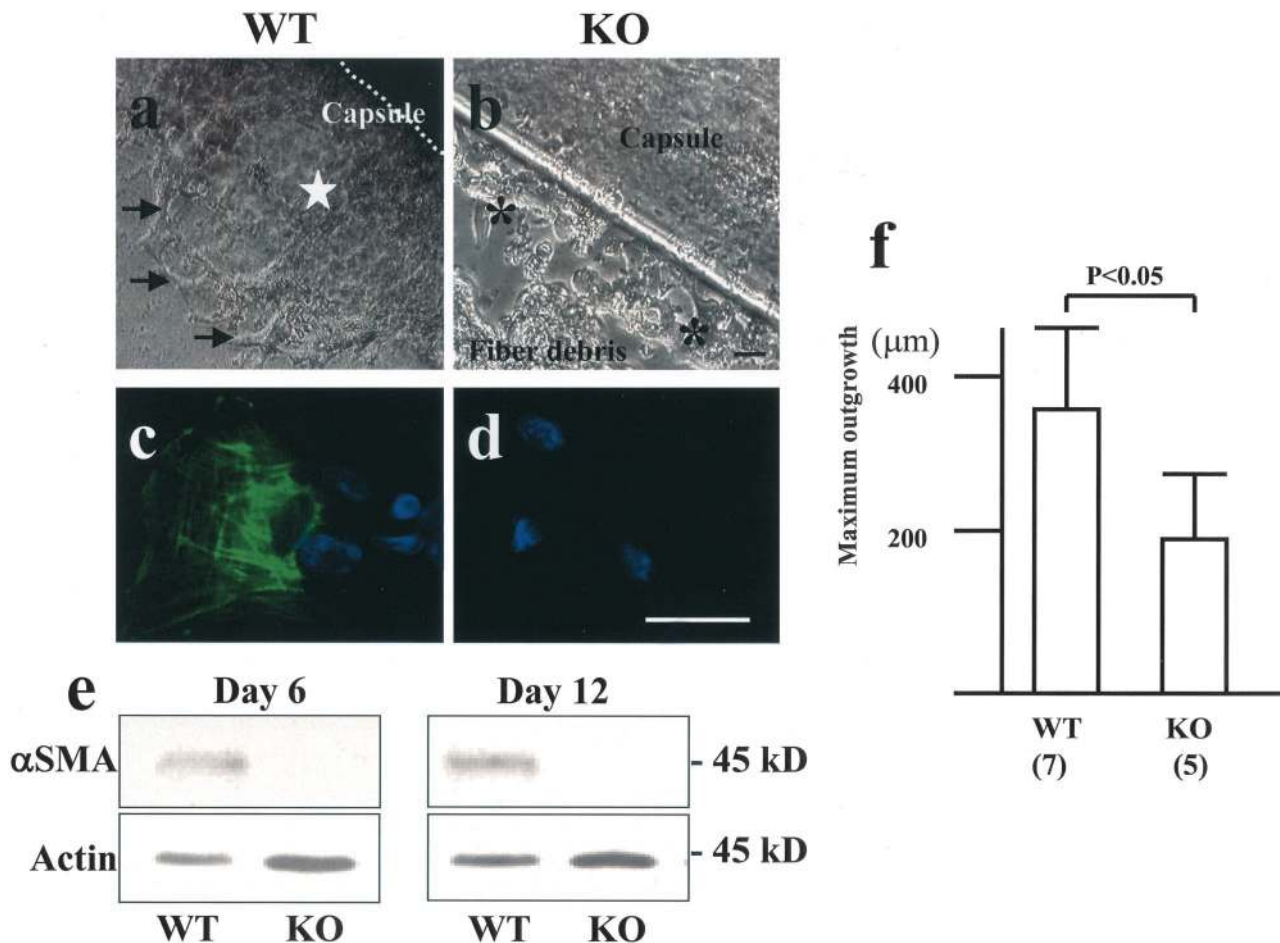 WT KO
a Capsule
b Capsule
Fiber debris
c
d
e Day 6 Day 12
αSMA - 45 kD
Actin - 45 kD
WT KO WT KO
f
P<0.05
(μm)
Maximum outgrowth
400
200
WT KO
(7) (5)